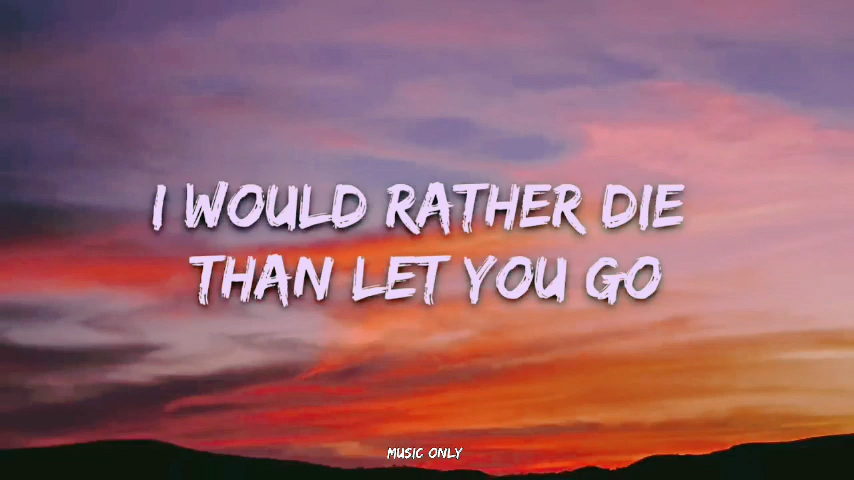 I WOULD RATHER DIE
THAN LET YOU GO
MUSIC ONLY